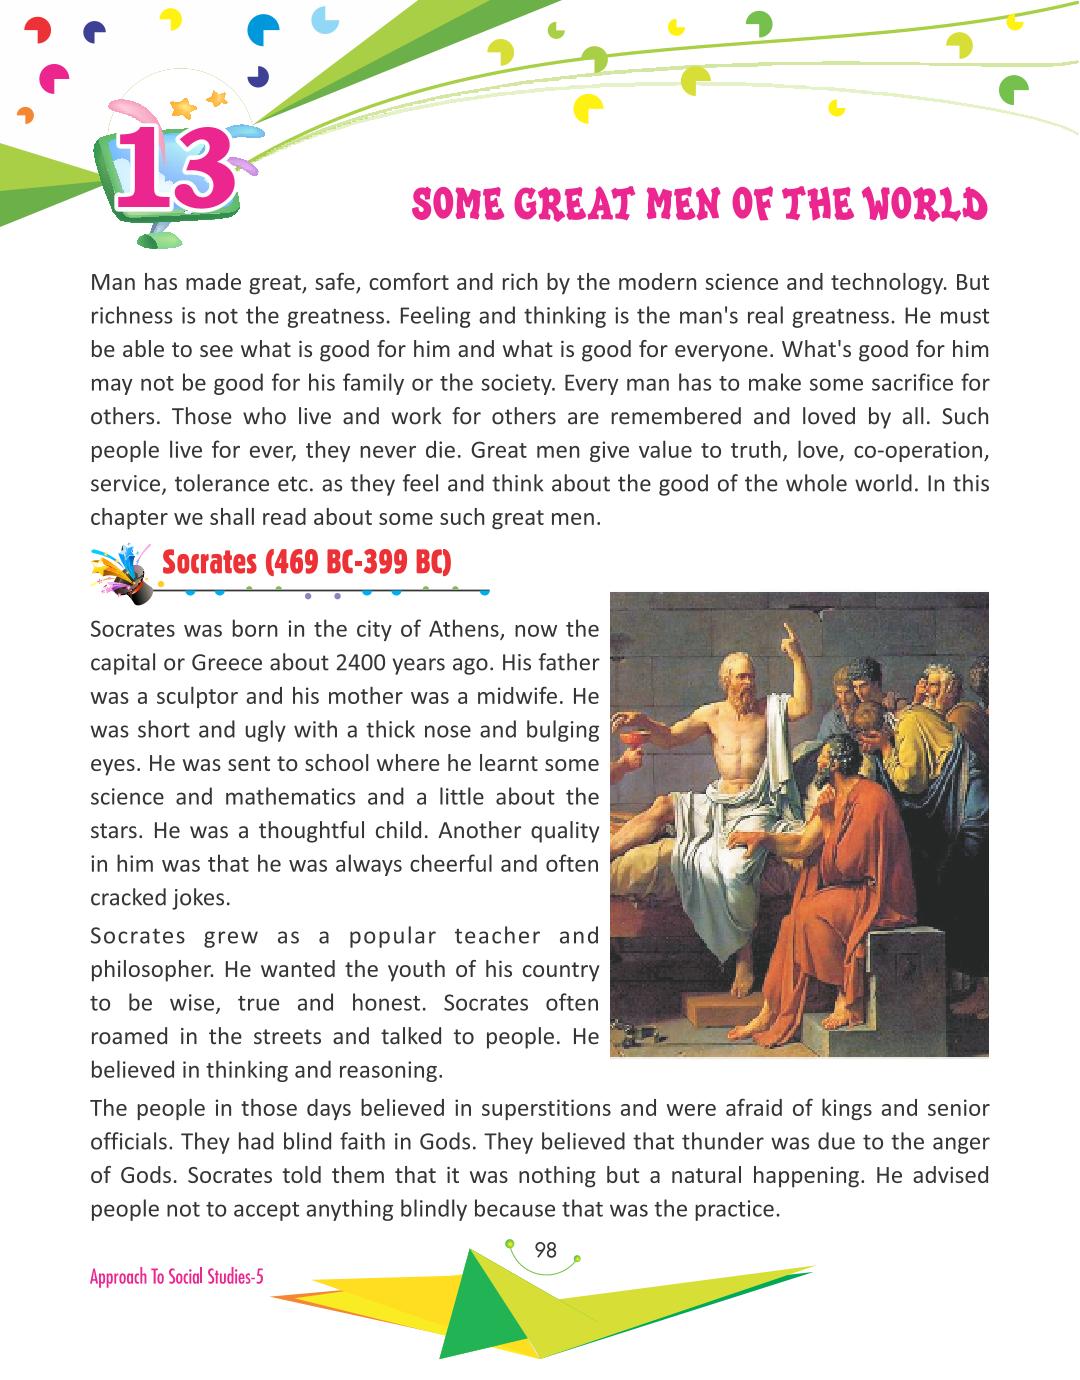 13
SOME GREAT MEN OF THE WORLD
Man has made great, safe, comfort and rich by the modern science and technology. But
richness is not the greatness. Feeling and thinking is the man's real greatness. He must
be able to see what is good for him and what is good for everyone. What's good for him
may not be good for his family or the society. Every man has to make some sacrifice for
others. Those who live and work for others are remembered and loved by all. Such
people live for ever, they never die. Great men give value to truth, love, co-operation,
service, tolerance etc. as they feel and think about the good of the whole world. In this
chapter we shall read about some such great men.
Socrates (469 BC-399 BC)
Socrates was born in the city of Athens, now the
capital or Greece about 2400 years ago. His father
was a sculptor and his mother was a midwife. He
was short and ugly with a thick nose and bulging
eyes. He was sent to school where he learnt some
science and mathematics and a little about the
stars. He was a thoughtful child. Another quality
in him was that he was always cheerful and often
cracked jokes.
Socrates grew as a popular teacher and
philosopher. He wanted the youth of his country
to be wise, true and honest. Socrates often
roamed in the streets and talked to people. He
believed in thinking and reasoning.
The people in those days believed in superstitions and were afraid of kings and senior
officials. They had blind faith in Gods. They believed that thunder was due to the anger
of Gods. Socrates told them that it was nothing but a natural happening. He advised
people not to accept anything blindly because that was the practice.
98
Approach To Social Studies-5